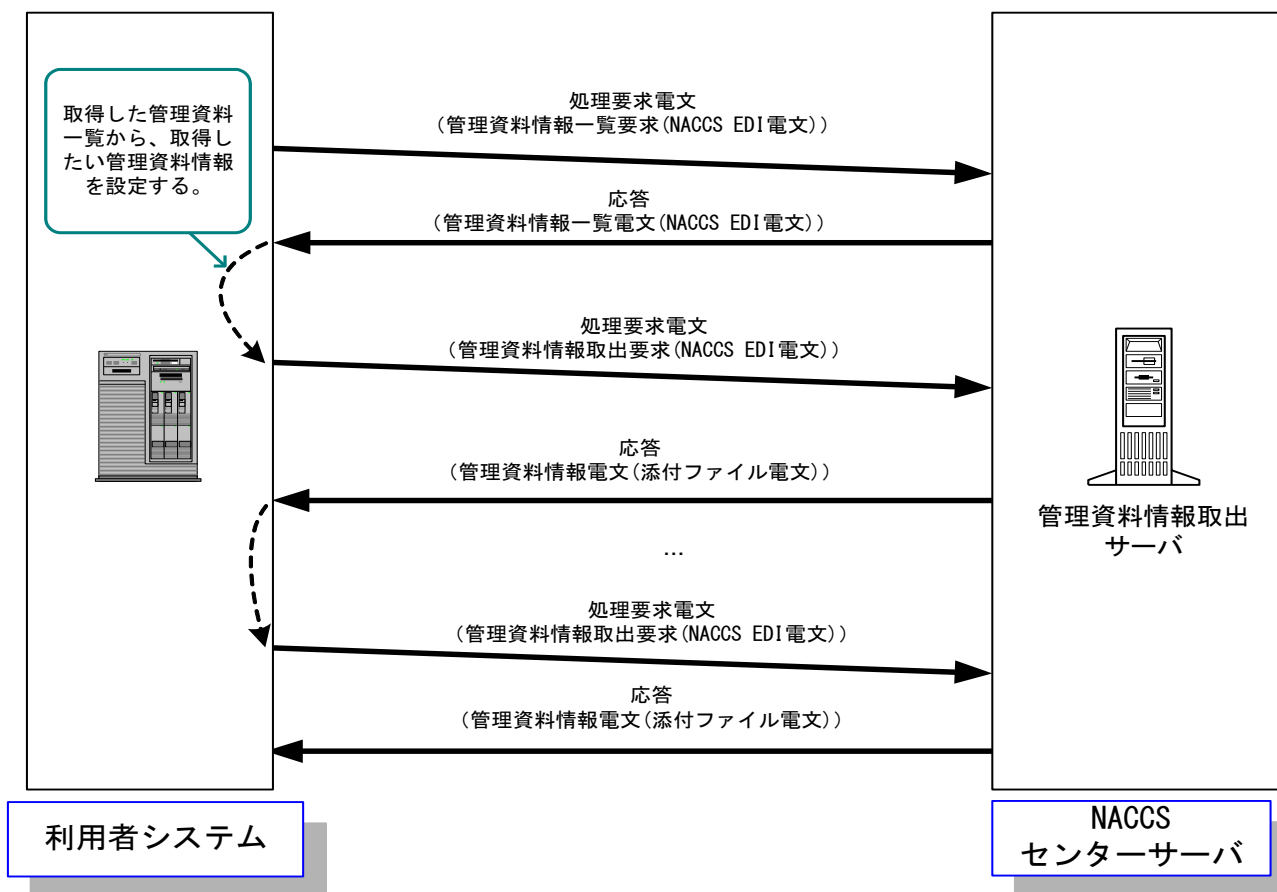 取得した管理資料
一覧から、取得し
たい管理資料情報
を設定する。
処理要求電文
（管理資料情報一覧要求(NACCS EDI電文)）
応答
（管理資料情報一覧電文(NACCS EDI電文)）
処理要求電文
（管理資料情報取出要求(NACCS EDI電文)）
応答
（管理資料情報電文(添付ファイル電文)）
…
処理要求電文
（管理資料情報取出要求(NACCS EDI電文)）
応答
（管理資料情報電文(添付ファイル電文)）
管理資料情報取出
サーバ
利用者システム
NACCS
センターサーバ